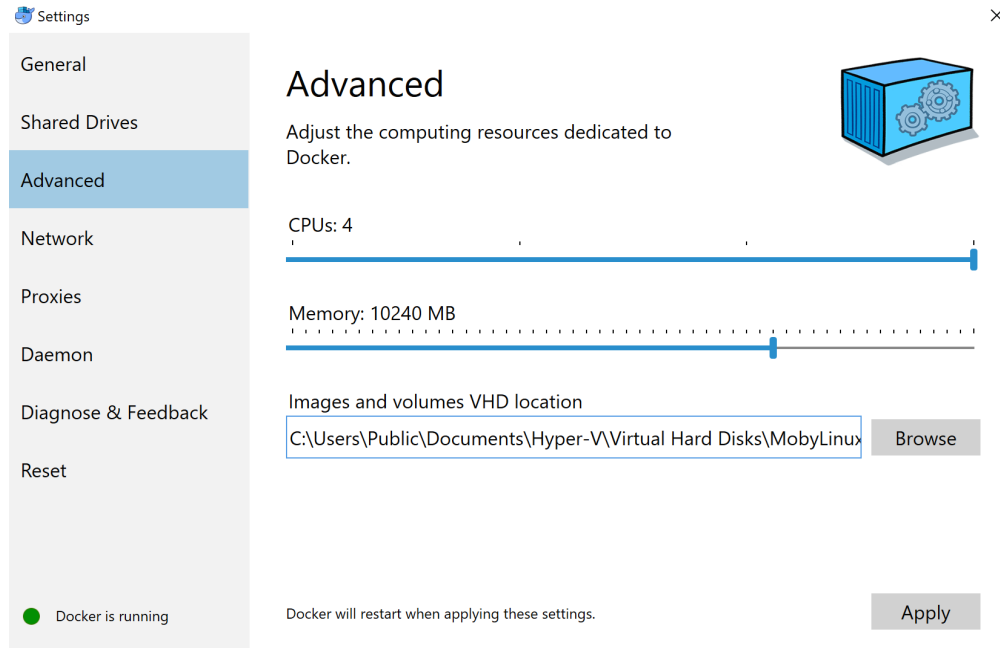 Settings
General
Shared Drives
Advanced
Network
Proxies
Daemon
Diagnose & Feedback
Reset
Docker is running
Advanced
Adjust the computing resources dedicated to
Docker.
CPUs: 4
Memory: 10240 MB
Images and volumes VHD location
C:\Users\Public\Documents\Hyper-V\Virtual Hard Disks\MobyLinux
Browse
Docker will restart when applying these settings.
Apply